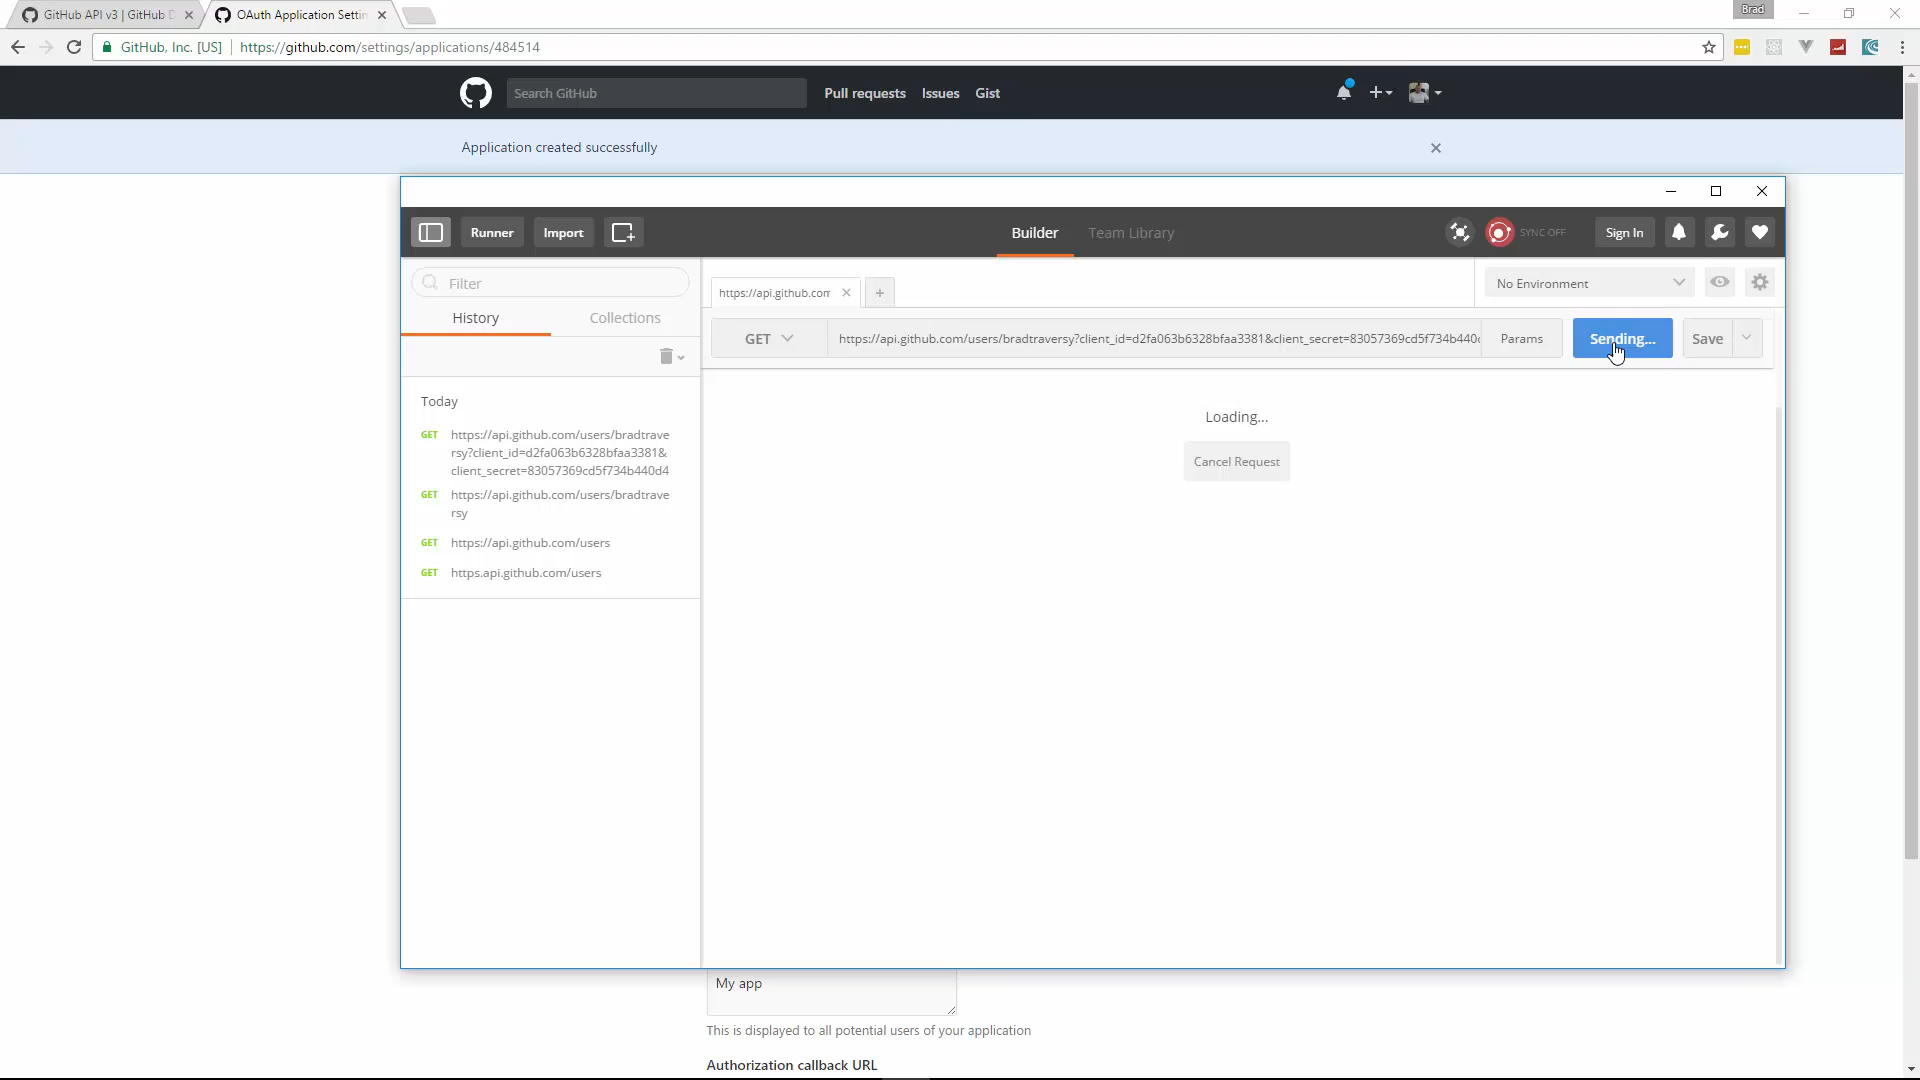 GitHub API v3 | GitHub D
OAuth Application Settin
Brad
GitHub, Inc. [US]
https://github.com/settings/applications/484514
Search GitHub
Pull requests
Issues
Gist
Application created successfully
Runner
Import
Builder
Team Library
SYNC OFF
Sign In
Filter
History
Collections
https://api.github.com
No Environment
GET
https://api.github.com/users/bradtraversy?client_id=d2fa063b6328bfaa3381&client_secret=83057369cd5f734b440d
Params
Sending...
Save
Loading...
Cancel Request
Today
GET https://api.github.com/users/bradtrave
rsy?client_id=d2fa063b6328bfaa3381&
client_secret=83057369cd5f734b440d4
GET https://api.github.com/users/bradtrave
rsy
GET https://api.github.com/users
GET https.api.github.com/users
My app
This is displayed to all potential users of your application
Authorization callback URL